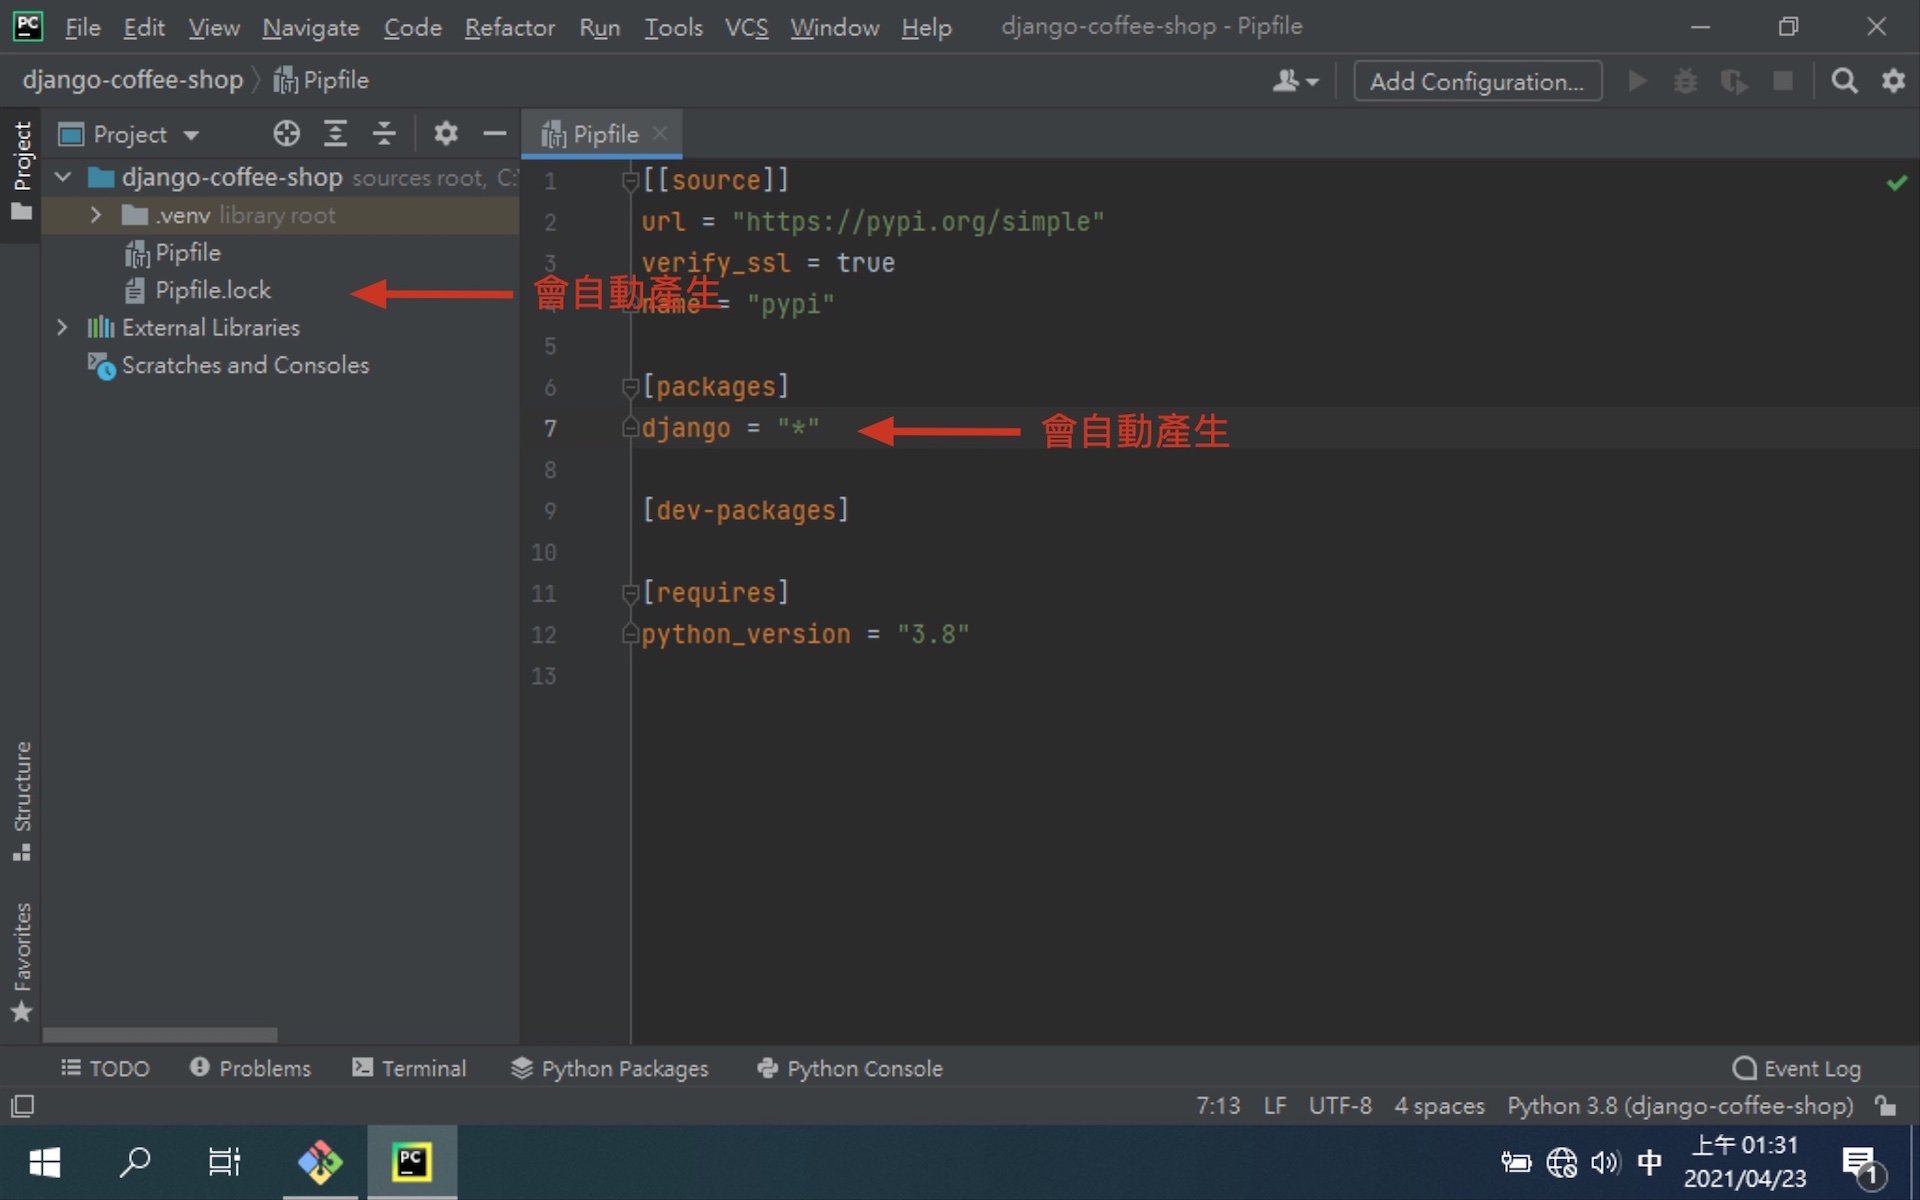 PC File Edit View Navigate Code Refactor Run Tools VCS Window Help django-coffee-shop - Pipfile
django-coffee-shop Pipfile Add Configuration...
Project
Project
Pipfile
django-coffee-shop sources root, C:\
.venv library root
Pipfile
Pipfile.lock
會自動產生
External Libraries
Scratches and Consoles
1 [[source]]
2 url = "https://pypi.org/simple"
3 verify_ssl = true
4 name = "pypi"
5
6 [packages]
7 django = "*" 會自動產生
8
9 [dev-packages]
10
11 [requires]
12 python_version = "3.8"
13
Structure
Favorites
TODO Problems Terminal Python Packages Python Console Event Log
7:13 LF UTF-8 4 spaces Python 3.8 (django-coffee-shop)
PC 中 上午 01:31
2021/04/23
1